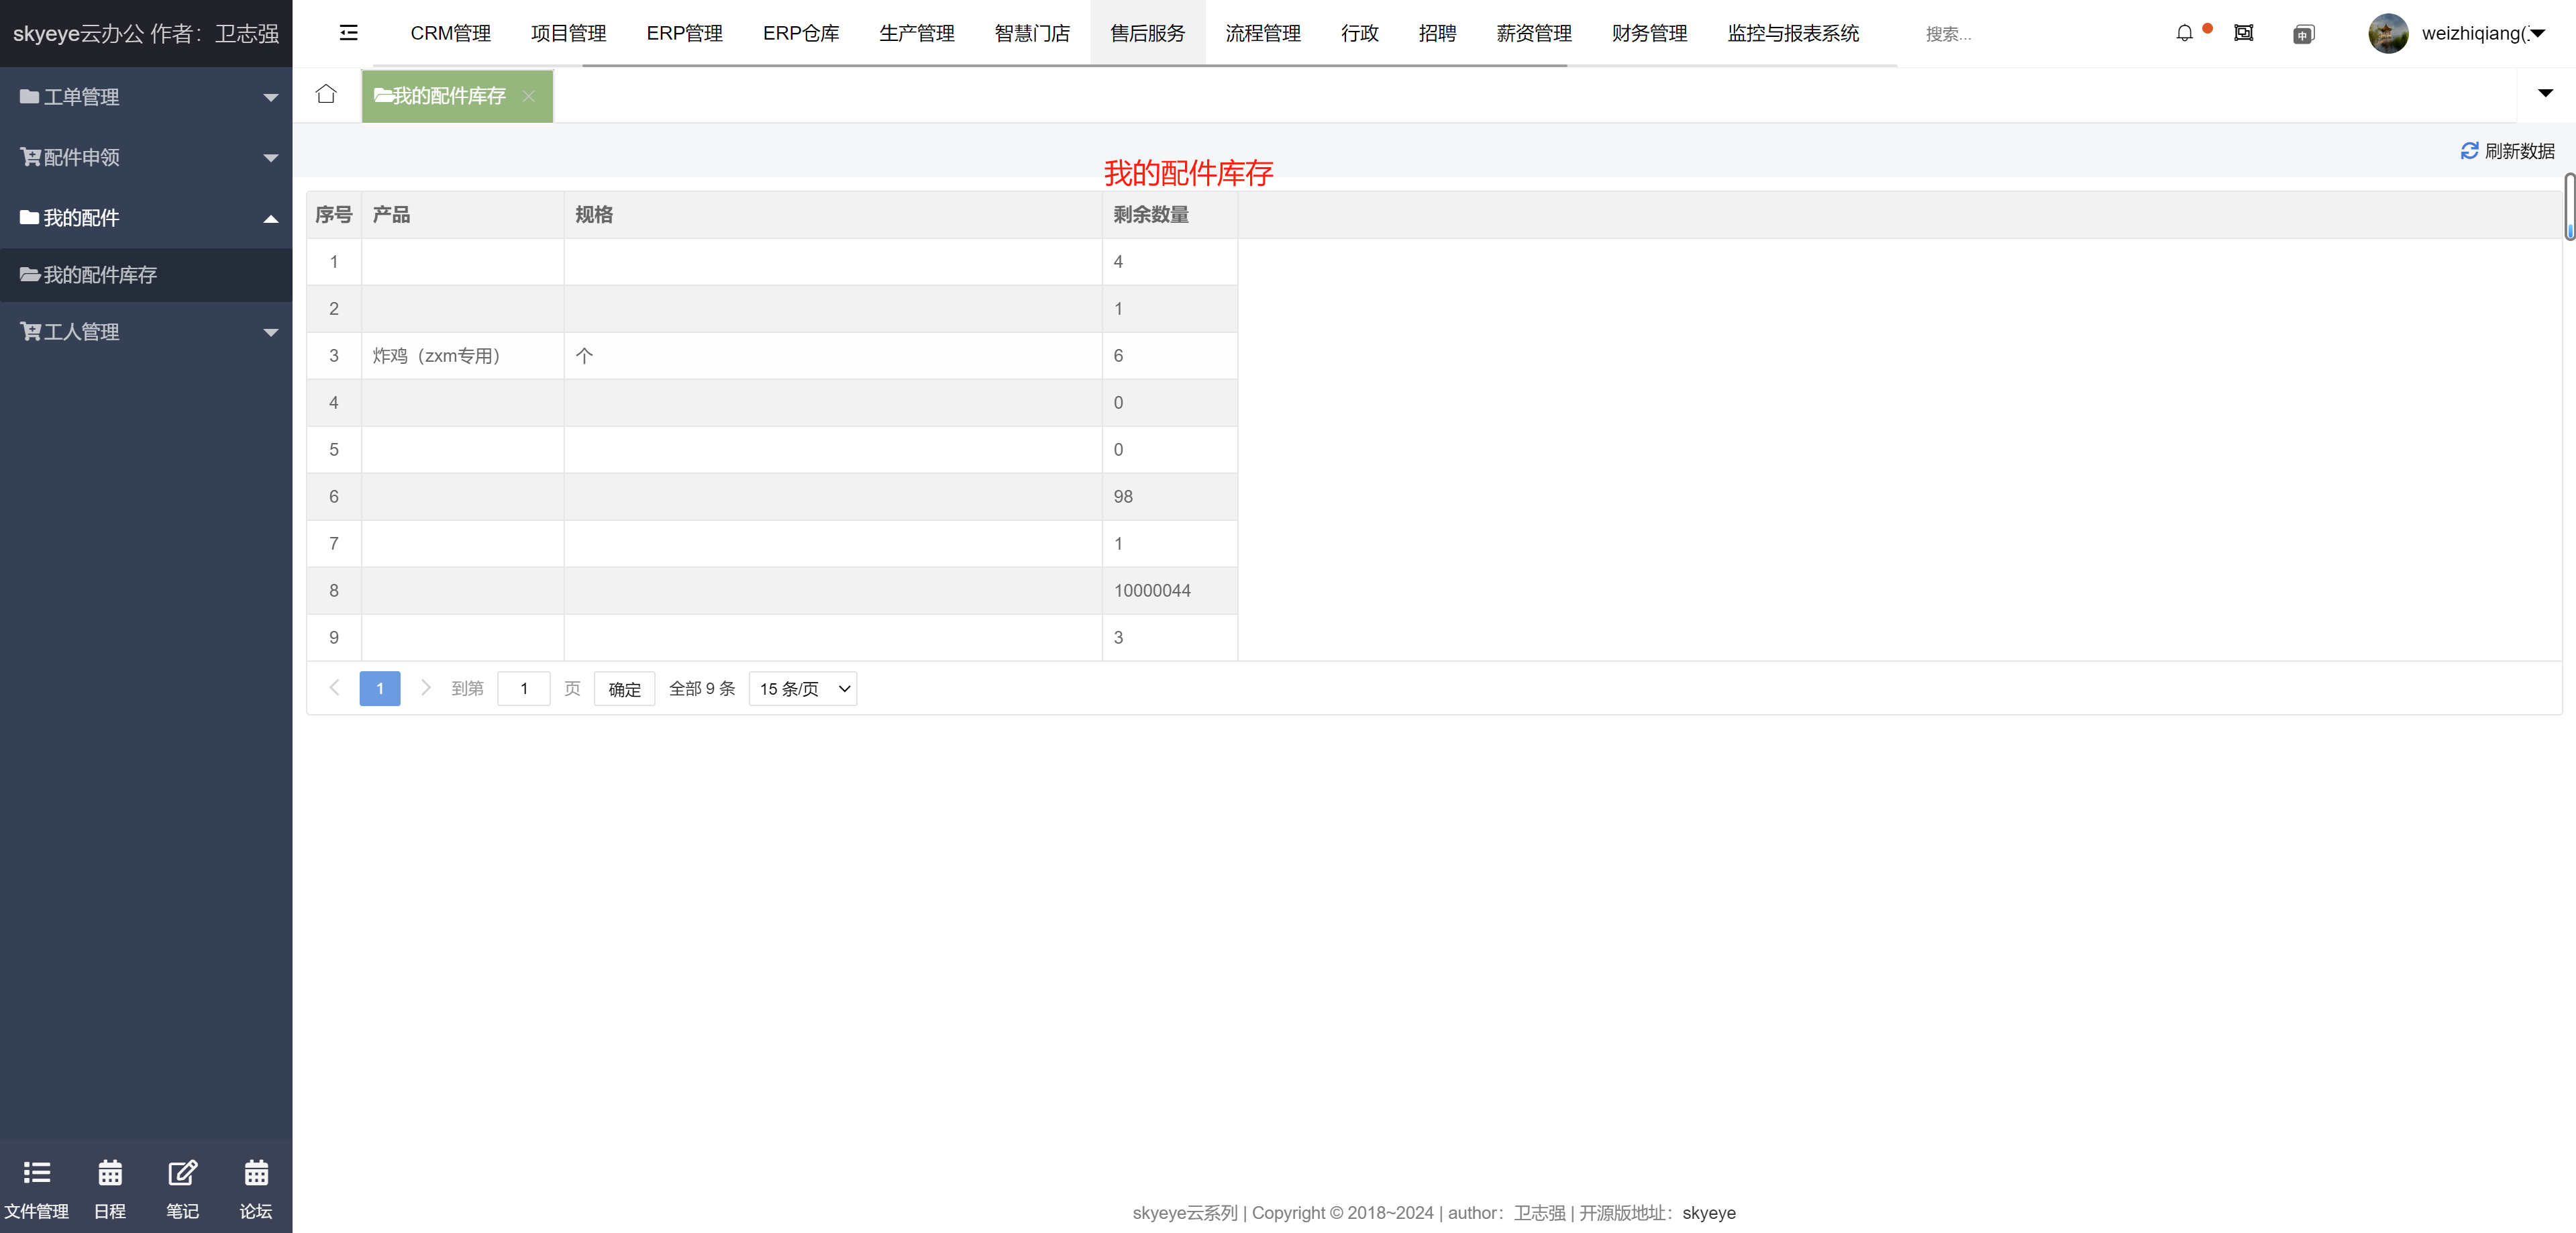 skyeye云办公 作者：卫志强
CRM管理 项目管理 ERP管理 ERP仓库 生产管理 智慧门店 售后服务 流程管理 行政 招聘 薪资管理 财务管理 监控与报表系统 搜索... 中 weizhiqiang(
工单管理
配件申领
我的配件
我的配件库存
工人管理
我的配件库存
刷新数据
我的配件库存
序号 产品 规格 剩余数量
1 4
2 1
3 炸鸡（zxm专用） 个 6
4 0
5 0
6 98
7 1
8 10000044
9 3
1 到第 1 页 确定 全部 9 条 15 条/页
文件管理 日程 笔记 论坛
skyeye云系列 | Copyright © 2018~2024 | author：卫志强 | 开源版地址：skyeye